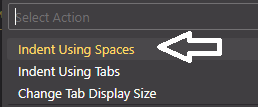 Select Action
Indent Using Spaces
Indent Using Tabs
Change Tab Display Size